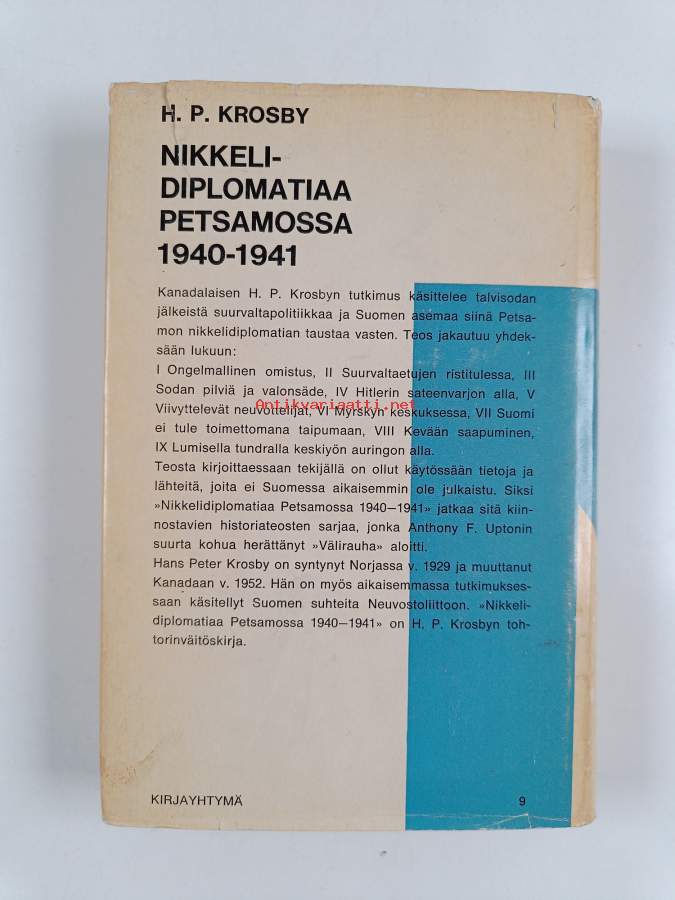 H. P. KROSBY
NIKKELI-
DIPLOMATIAA
PETSAMOSSA
1940-1941
Kanadalaisen H. P. Krosbyn tutkimus käsittelee talvisodan
jälkeistä suurvaltapolitiikkaa ja Suomen asemaa siinä Petsa-
mon nikkelidiplomatian taustaa vasten. Teos jakautuu yhdek-
sään lukuun:
I Ongelmallinen omistus, II Suurvaltaetujen ristitulessa, III
Sodan pilviä ja valonsäde, IV Hitlerin sateenvarjon alla, V
Antikvariaatti.net
Viivyttelevät neuvottelijat, VI Myrskyn keskuksessa, VII Suomi
ei tule toimettomana taipumaan, VIII Kevään saapuminen,
IX Lumisella tundralla keskiyön auringon alla.
Teosta kirjoittaessaan tekijällä on ollut käytössään tietoja ja
lähteitä, joita ei Suomessa aikaisemmin ole julkaistu. Siksi
»Nikkelidiplomatiaa Petsamossa 1940—1941» jatkaa sitä kiin-
nostavien historiateosten sarjaa, jonka Anthony F. Uptonin
suurta kohua herättänyt »Välirauha» aloitti.
Hans Peter Krosby on syntynyt Norjassa v. 1929 ja muuttanut
Kanadaan v. 1952. Hän on myös aikaisemmassa tutkimukses-
saan käsitellyt Suomen suhteita Neuvostoliittoon. »Nikkeli-
diplomatiaa Petsamossa 1940—1941» on H. P. Krosbyn toh-
torinväitöskirja.
KIRJAYHTYMÄ 9